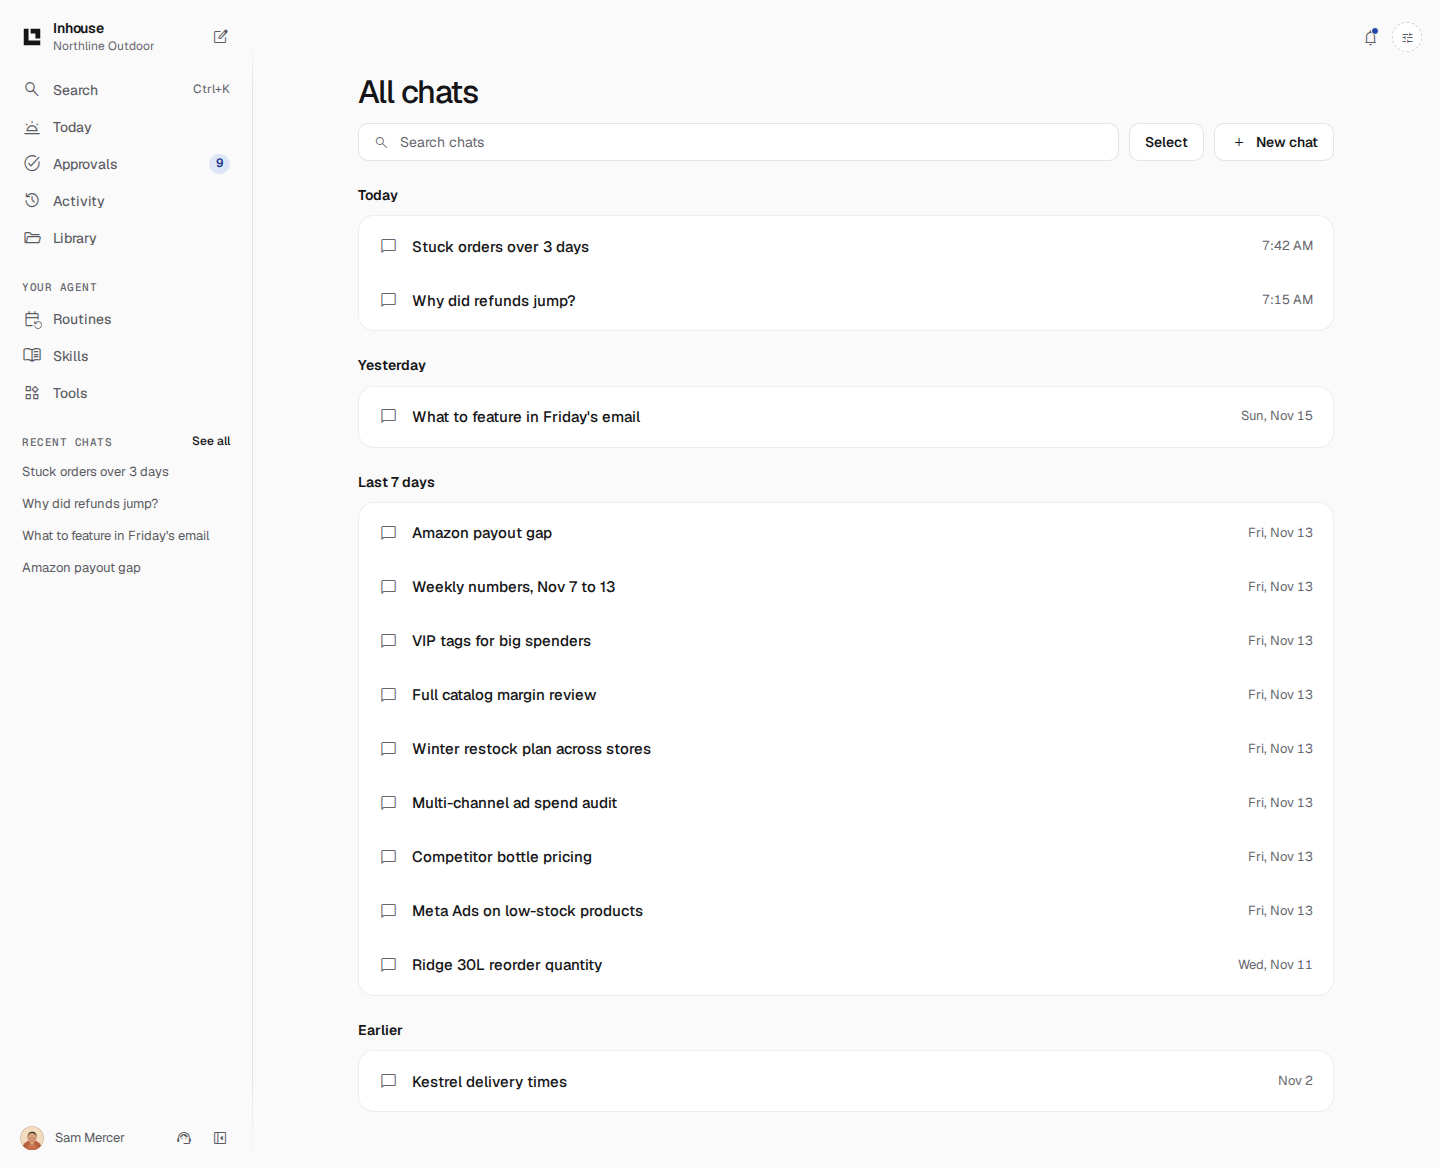 Inhouse
Northline Outdoor
Search Ctrl+K
Today
Approvals 9
Activity
Library
YOUR AGENT
Routines
Skills
Tools
RECENT CHATS See all
Stuck orders over 3 days
Why did refunds jump?
What to feature in Friday's email
Amazon payout gap
Sam Mercer
All chats
Search chats
Select
New chat
Today
Stuck orders over 3 days 7:42 AM
Why did refunds jump? 7:15 AM
Yesterday
What to feature in Friday's email Sun, Nov 15
Last 7 days
Amazon payout gap Fri, Nov 13
Weekly numbers, Nov 7 to 13 Fri, Nov 13
VIP tags for big spenders Fri, Nov 13
Full catalog margin review Fri, Nov 13
Winter restock plan across stores Fri, Nov 13
Multi-channel ad spend audit Fri, Nov 13
Competitor bottle pricing Fri, Nov 13
Meta Ads on low-stock products Fri, Nov 13
Ridge 30L reorder quantity Wed, Nov 11
Earlier
Kestrel delivery times Nov 2